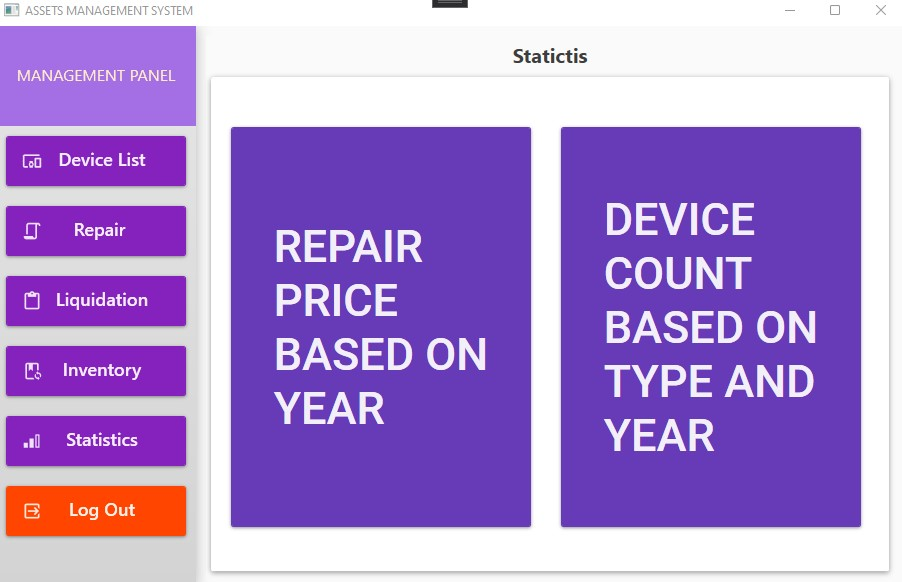 ASSETS MANAGEMENT SYSTEM
MANAGEMENT PANEL
Device List
Repair
Liquidation
Inventory
Statistics
Log Out
Statictis
REPAIR
PRICE
BASED ON
YEAR
DEVICE
COUNT
BASED ON
TYPE AND
YEAR